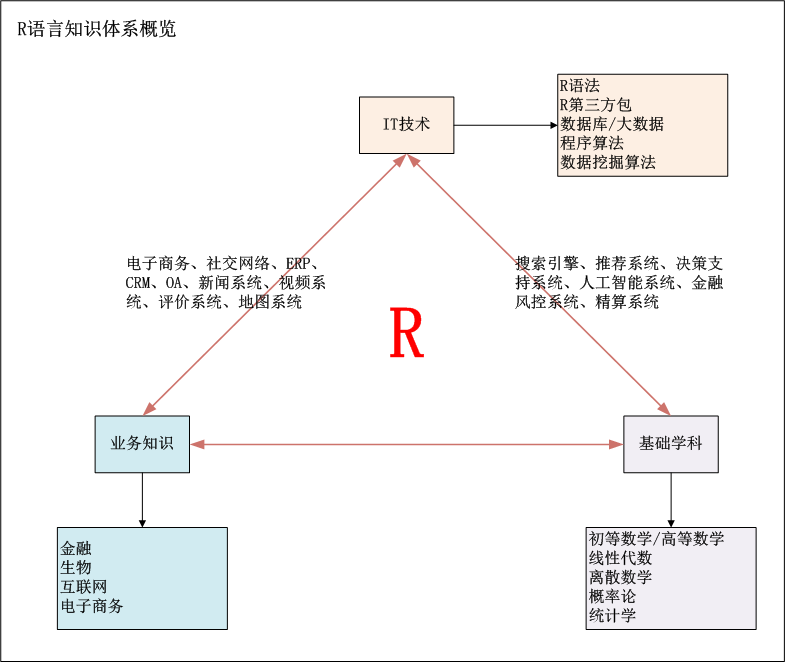 R语言知识体系概览
IT技术
R语法
R第三方包
数据库/大数据
程序算法
数据挖掘算法
电子商务、社交网络、ERP、
CRM、OA、新闻系统、视频系
统、评价系统、地图系统
搜索引擎、推荐系统、决策支
持系统、人工智能系统、金融
风控系统、精算系统
R
业务知识
基础学科
金融
生物
互联网
电子商务
初等数学/高等数学
线性代数
离散数学
概率论
统计学